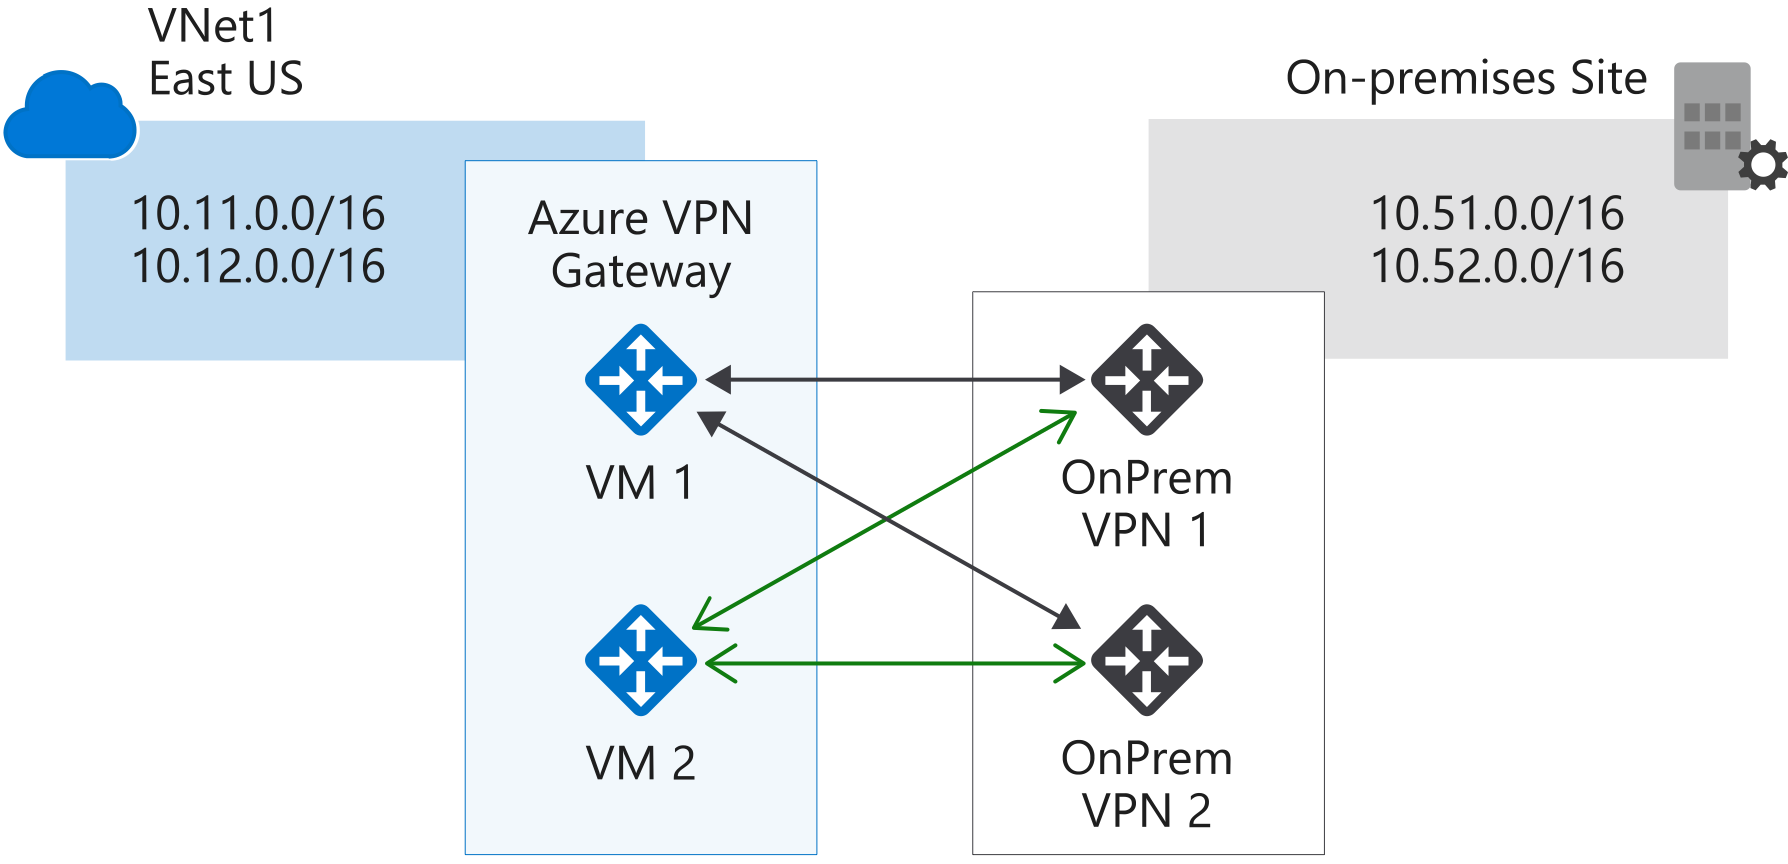 VNet1
East US
On-premises Site
10.11.0.0/16
10.12.0.0/16
Azure VPN
Gateway
10.51.0.0/16
10.52.0.0/16
VM 1
OnPrem
VPN 1
VM 2
OnPrem
VPN 2